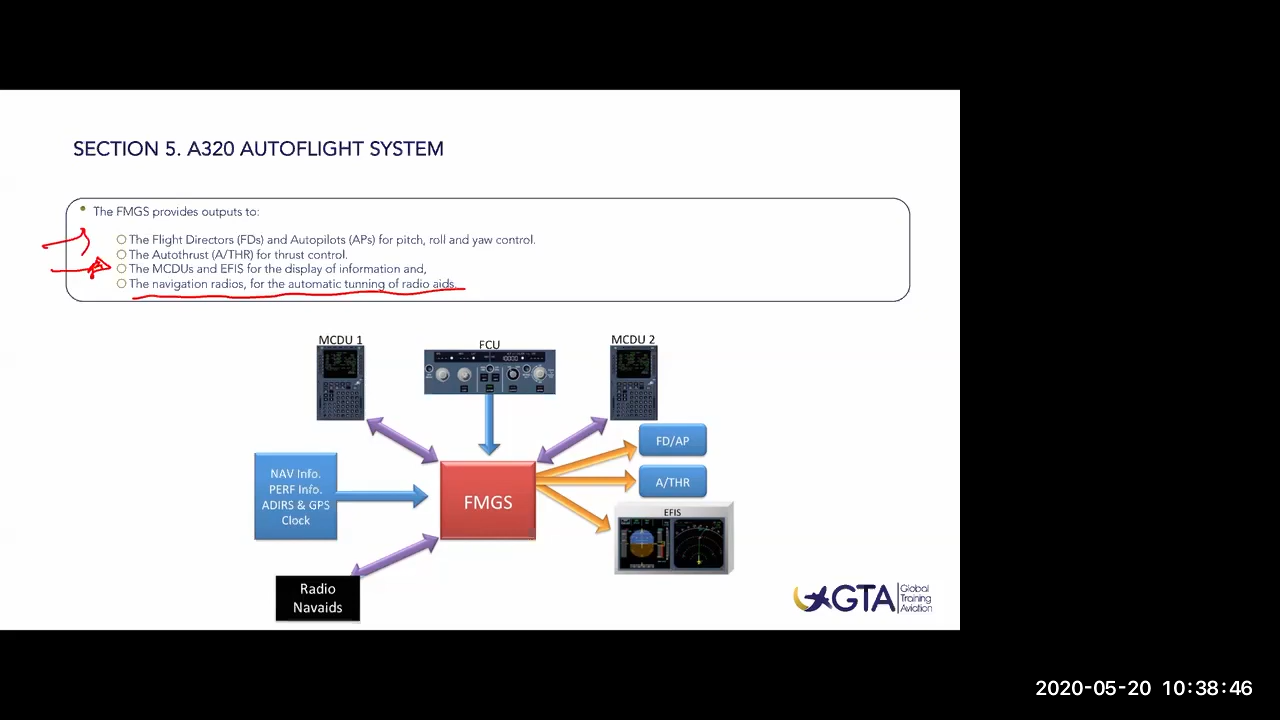 SECTION 5. A320 AUTOFLIGHT SYSTEM
• The FMGS provides outputs to:
○ The Flight Directors (FDs) and Autopilots (APs) for pitch, roll and yaw control.
○ The Autothrust (A/THR) for thrust control.
○ The MCDUs and EFIS for the display of information and,
○ The navigation radios, for the automatic tunning of radio aids.
MCDU 1
FCU
MCDU 2
FD/AP
NAV Info.
PERF Info.
ADIRS & GPS
Clock
FMGS
A/THR
EFIS
Radio
Navaids
GTA
Global
Training
Aviation
2020-05-20 10:38:46